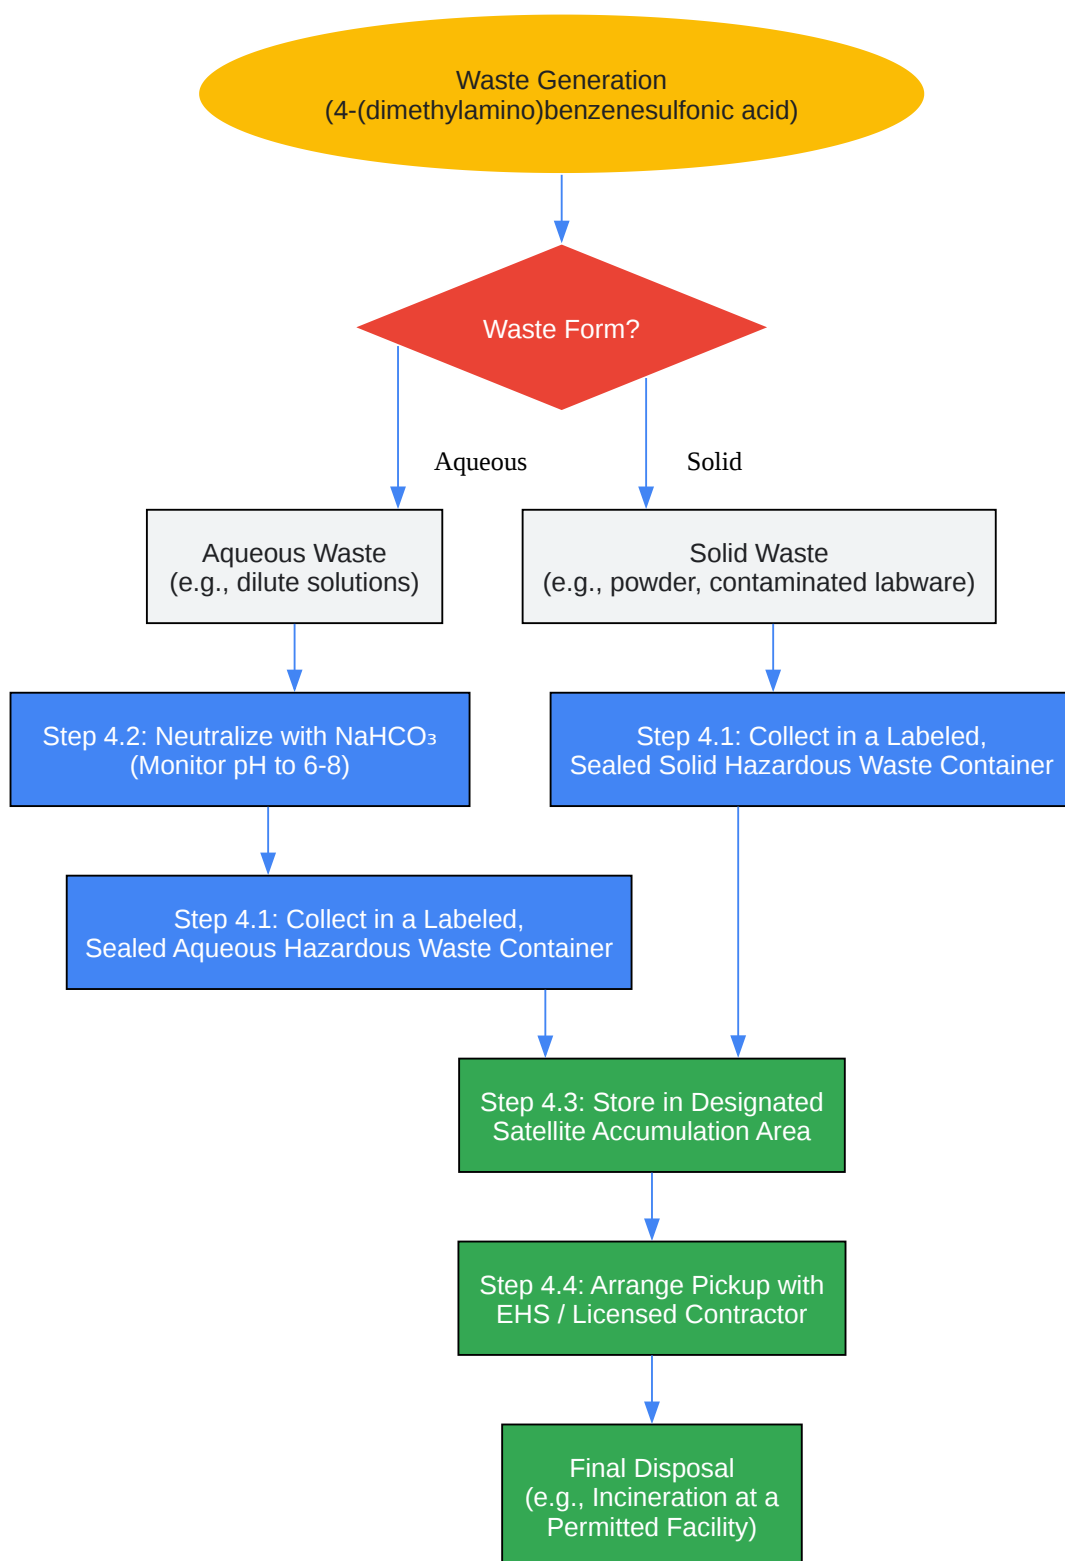 Waste Generation
(4-(dimethylamino)benzenesulfonic acid)
Waste Form?
Aqueous
Solid
Aqueous Waste
(e.g., dilute solutions)
Solid Waste
(e.g., powder, contaminated labware)
Step 4.2: Neutralize with NaHCO₃
(Monitor pH to 6-8)
Step 4.1: Collect in a Labeled,
Sealed Solid Hazardous Waste Container
Step 4.1: Collect in a Labeled,
Sealed Aqueous Hazardous Waste Container
Step 4.3: Store in Designated
Satellite Accumulation Area
Step 4.4: Arrange Pickup with
EHS / Licensed Contractor
Final Disposal
(e.g., Incineration at a
Permitted Facility)